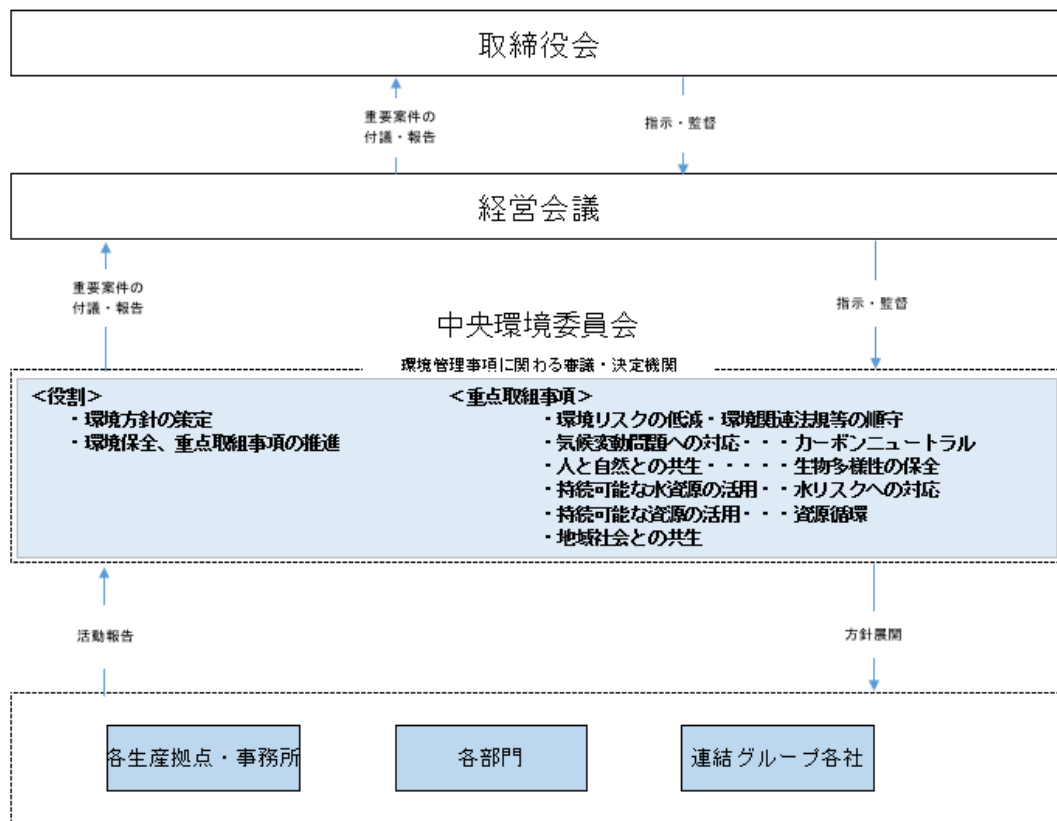 取締役会
重要案件の
付議・報告
指示・監督
経営会議
重要案件の
付議・報告
指示・監督
中央環境委員会
環境管理事項に関わる審議・決定機関
＜役割＞
・環境方針の策定
・環境保全、重点取組事項の推進
＜重点取組事項＞
・環境リスクの低減・環境関連法規等の順守
・気候変動問題への対応・・・カーボンニュートラル
・人と自然との共生・・・・・生物多様性の保全
・持続可能な水資源の活用・・水リスクへの対応
・持続可能な資源の活用・・・資源循環
・地域社会との共生
活動報告
方針展開
各生産拠点・事務所
各部門
連結グループ各社